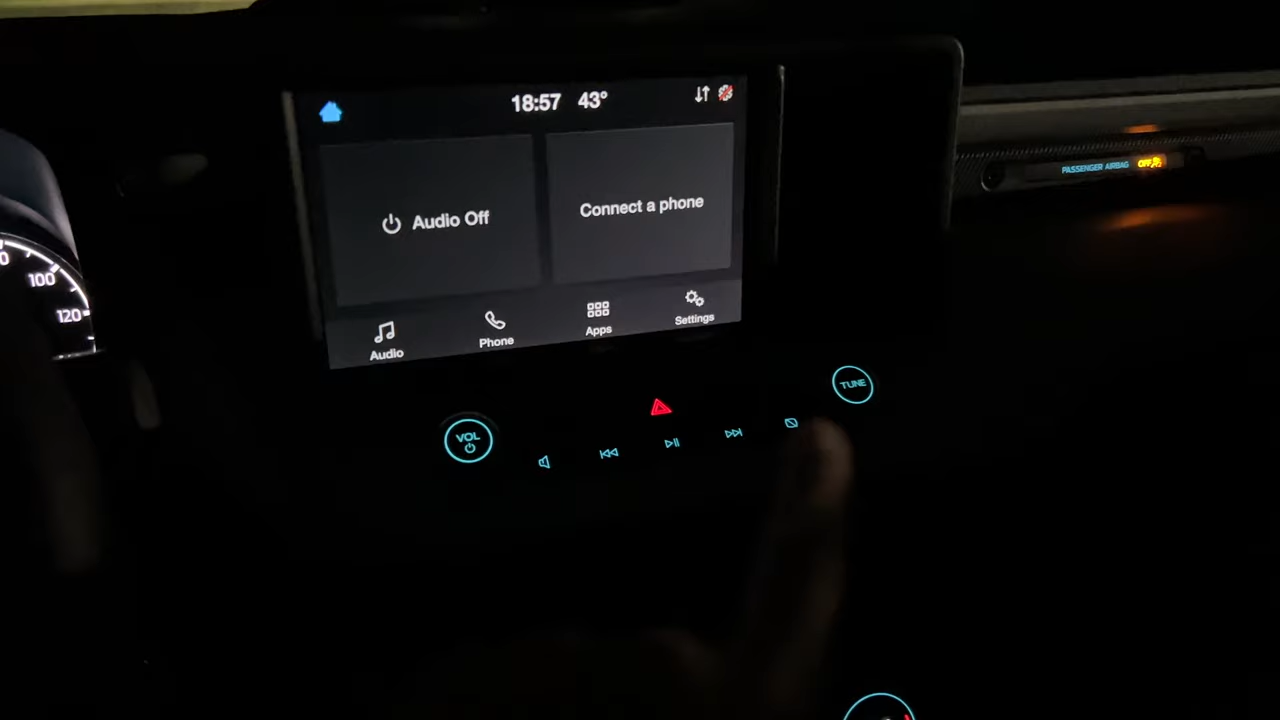 18:57 43°
Audio Off
Connect a phone
Audio
Phone
Apps
Settings
PASSENGER AIRBAG OFF
100
120
VOL
TUNE